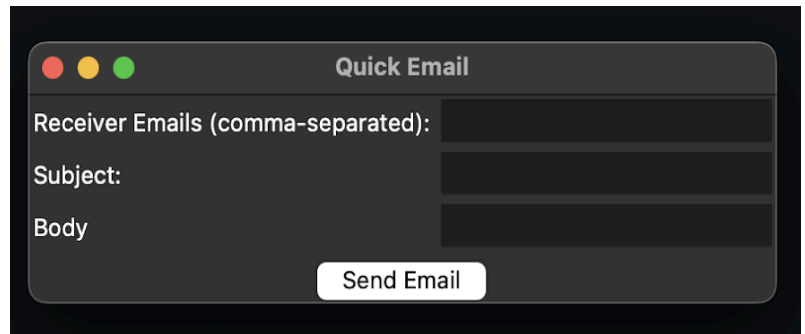 Quick Email
Receiver Emails (comma-separated):
Subject:
Body
Send Email